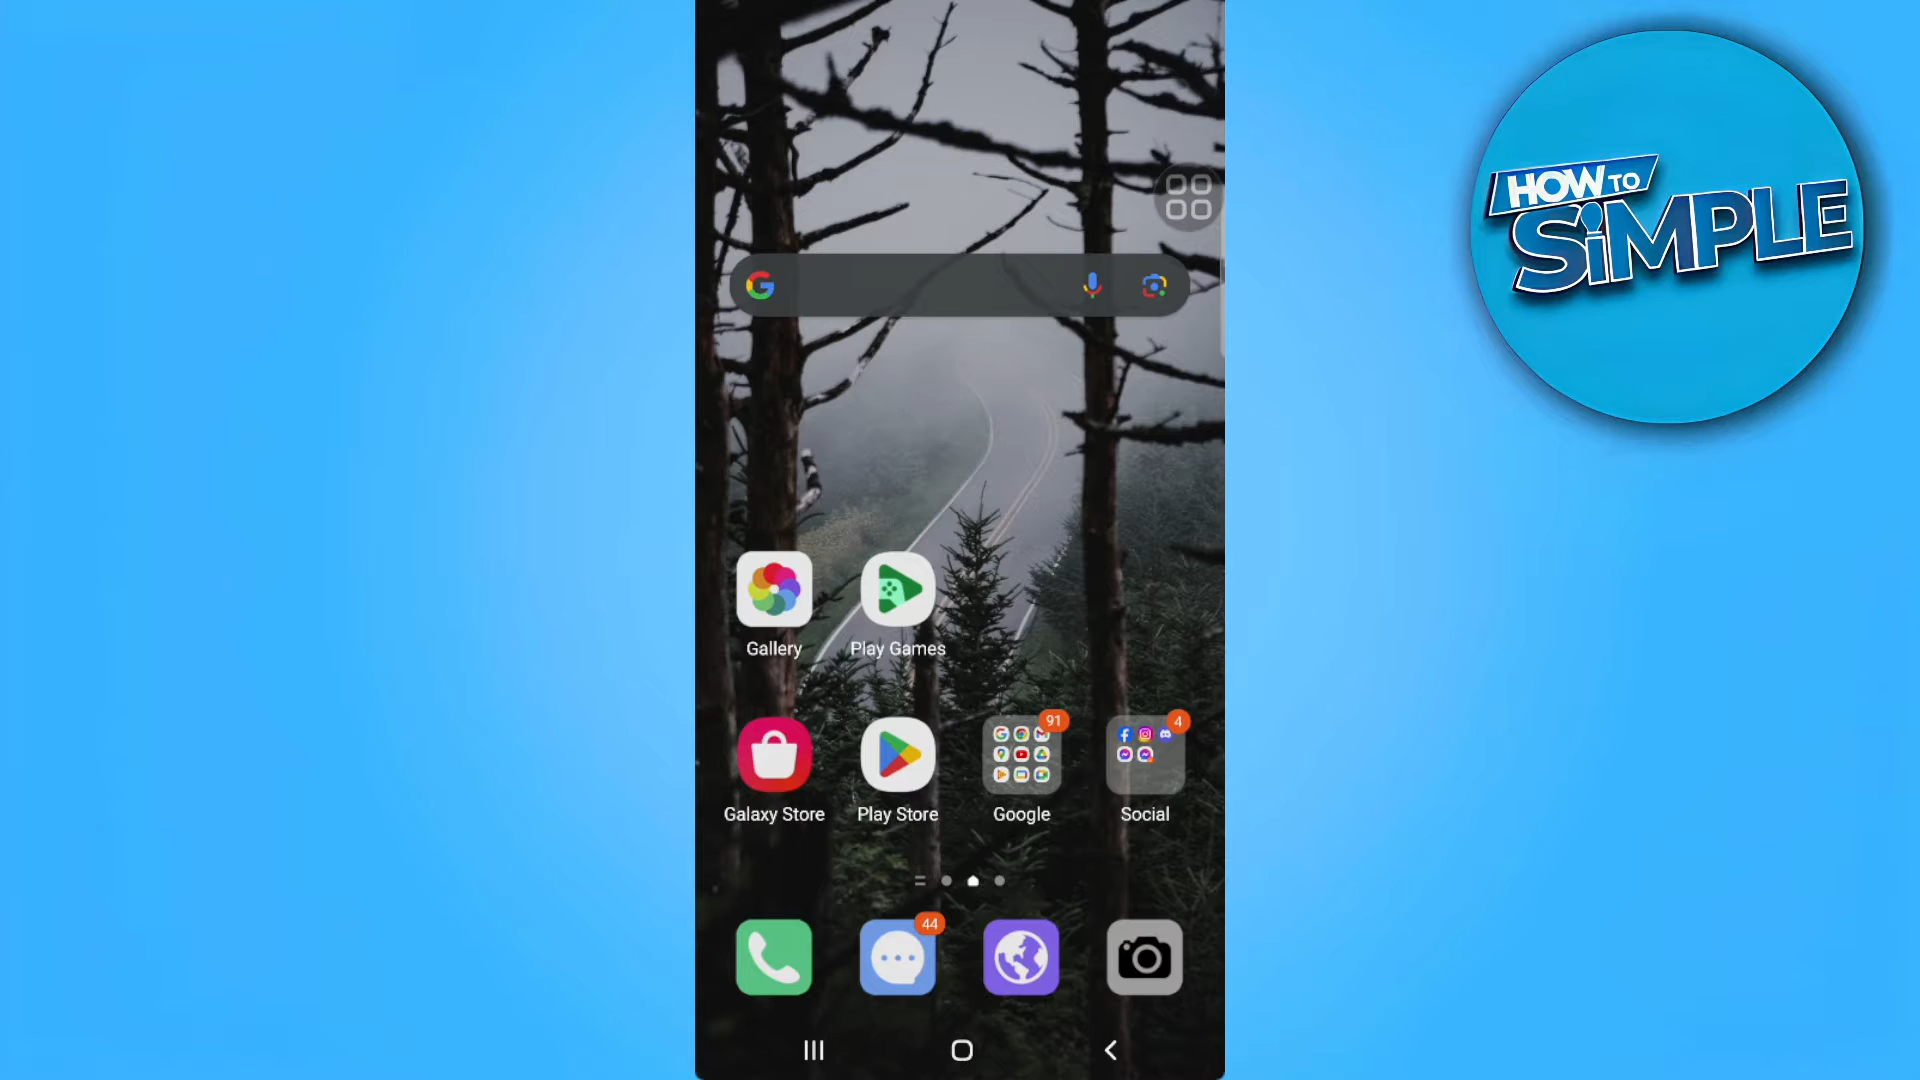 HOW TO
SiMPLE
Gallery
Play Games
91
4
Galaxy Store
Play Store
Google
Social
44